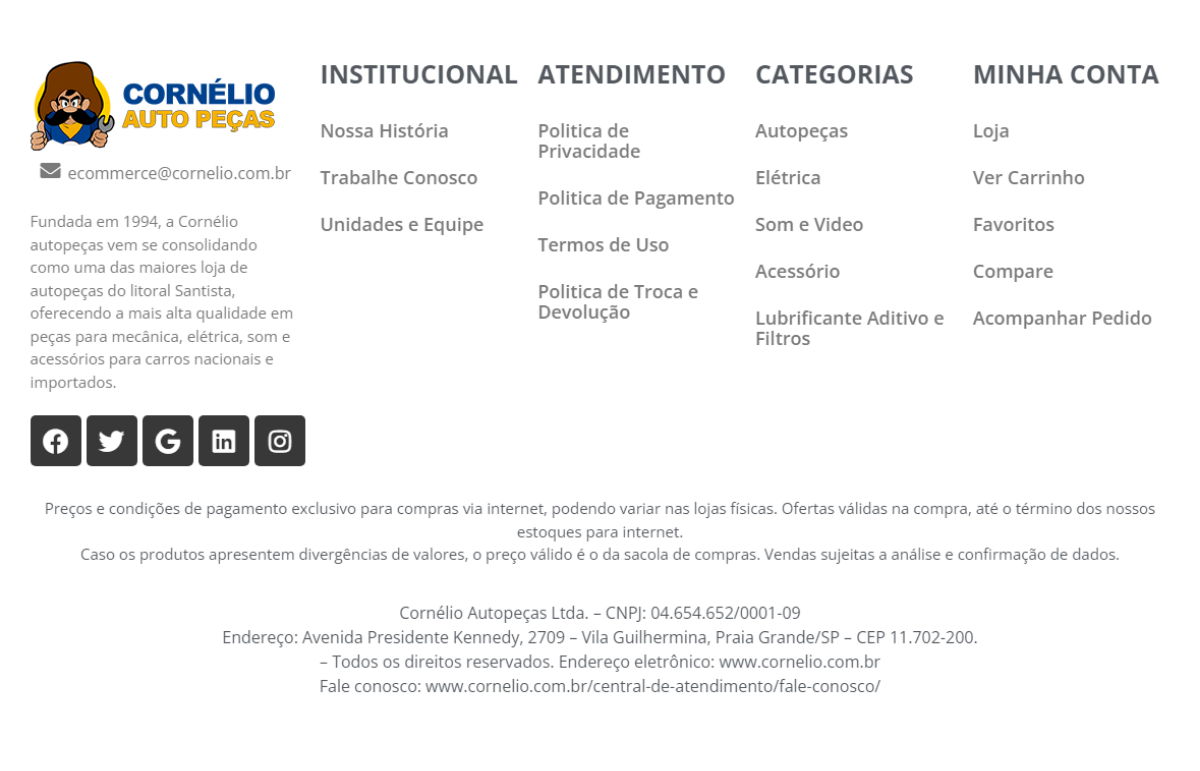 CORNÉLIO
AUTO PEÇAS
ecommerce@cornelio.com.br
Fundada em 1994, a Cornélio
autopeças vem se consolidando
como uma das maiores loja de
autopeças do litoral Santista,
oferecendo a mais alta qualidade em
peças para mecânica, elétrica, som e
acessórios para carros nacionais e
importados.
INSTITUCIONAL
Nossa História
Trabalhe Conosco
Unidades e Equipe
ATENDIMENTO
Politica de
Privacidade
Politica de Pagamento
Termos de Uso
Politica de Troca e
Devolução
CATEGORIAS
Autopeças
Elétrica
Som e Video
Acessório
Lubrificante Aditivo e
Filtros
MINHA CONTA
Loja
Ver Carrinho
Favoritos
Compare
Acompanhar Pedido
Preços e condições de pagamento exclusivo para compras via internet, podendo variar nas lojas físicas. Ofertas válidas na compra, até o término dos nossos
estoques para internet.
Caso os produtos apresentem divergências de valores, o preço válido é o da sacola de compras. Vendas sujeitas a análise e confirmação de dados.
Cornélio Autopeças Ltda. – CNPJ: 04.654.652/0001-09
Endereço: Avenida Presidente Kennedy, 2709 – Vila Guilhermina, Praia Grande/SP – CEP 11.702-200.
– Todos os direitos reservados. Endereço eletrônico: www.cornelio.com.br
Fale conosco: www.cornelio.com.br/central-de-atendimento/fale-conosco/